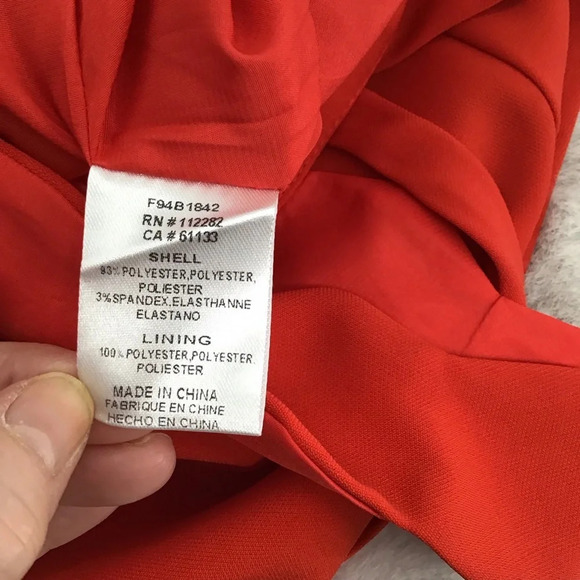 F94B1842
RN # 112282
CA # 61133
SHELL
93% POLYESTER,POLYESTER,
POLIESTER
3%SPANDEX,ELASTHANNE
ELASTANO
LINING
100% POLYESTER,POLYESTER
POLIESTER
MADE IN CHINA
FABRIQUE EN CHINE
HECHO EN CHINA